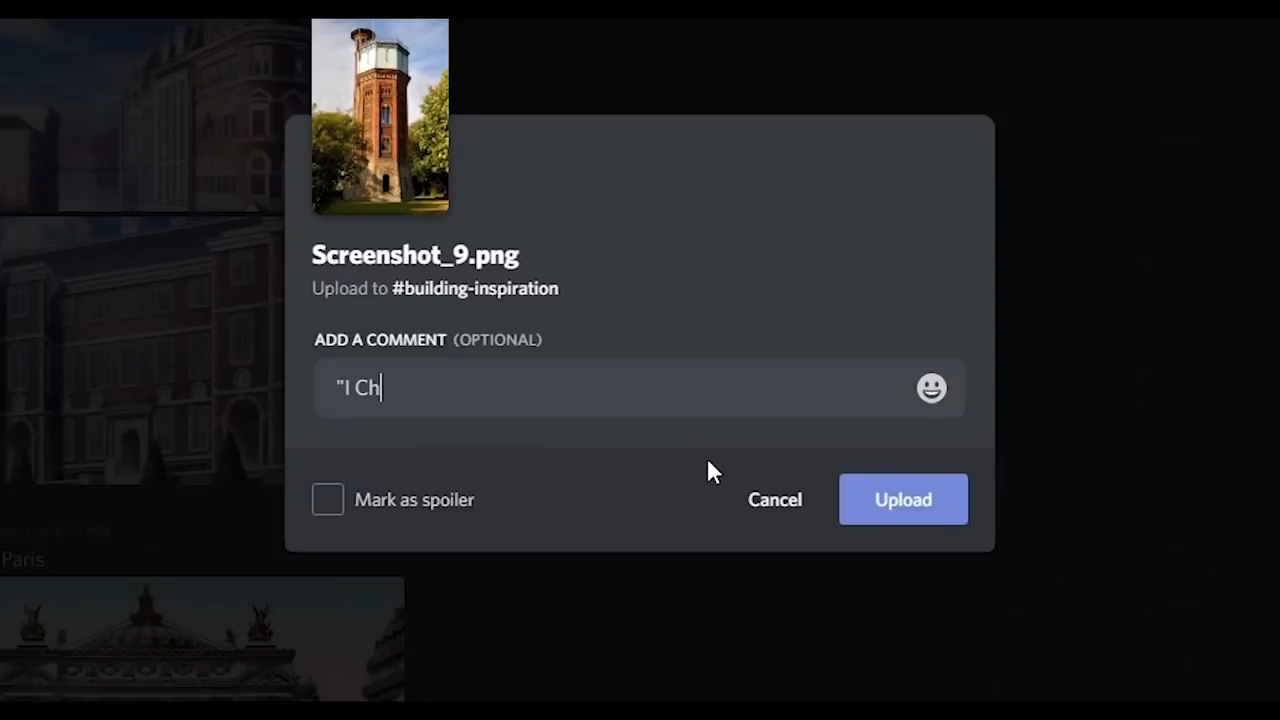 Screenshot_9.png
Upload to #building-inspiration
ADD A COMMENT (OPTIONAL)
"I Ch
Mark as spoiler
Cancel
Upload
Paris